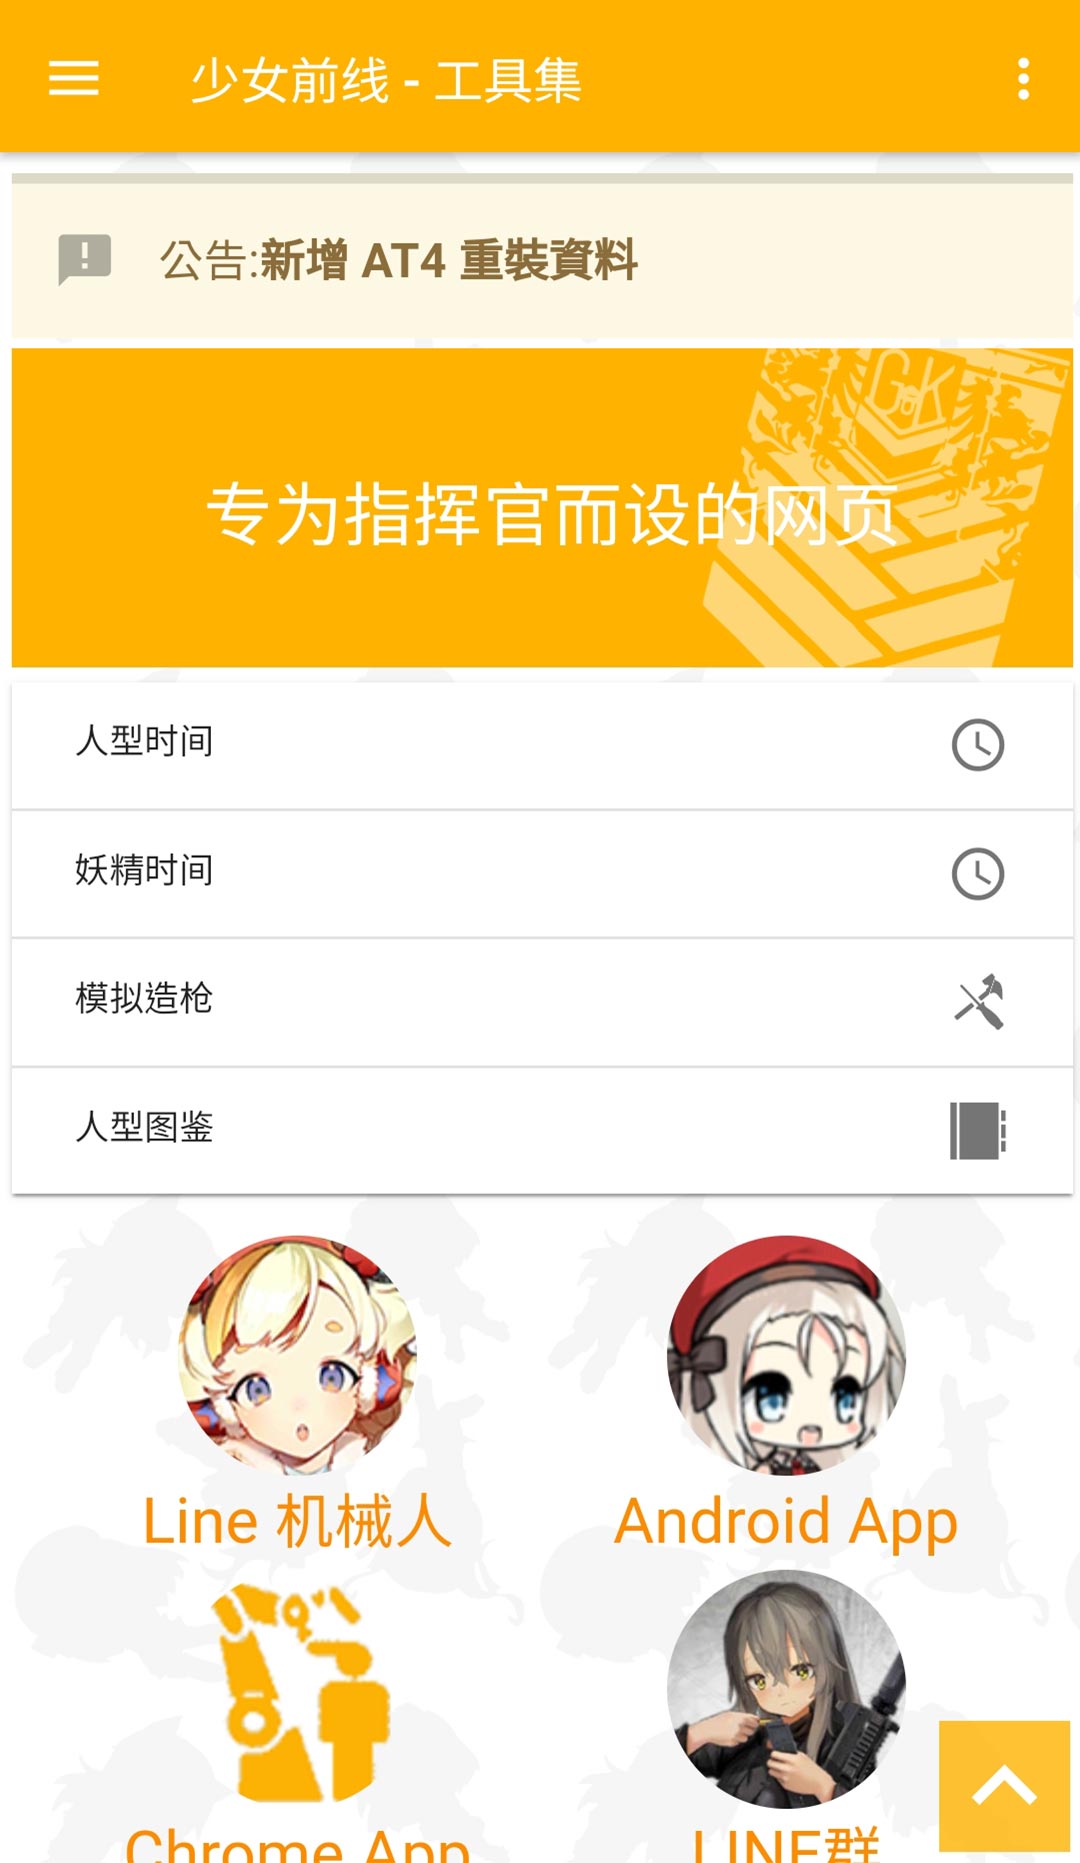 少女前线 - 工具集
公告:新增 AT4 重裝資料
G&K
专为指挥官而设的网页
人型时间
妖精时间
模拟造枪
人型图鉴
Line 机械人
Android App
Chrome App
LINE群